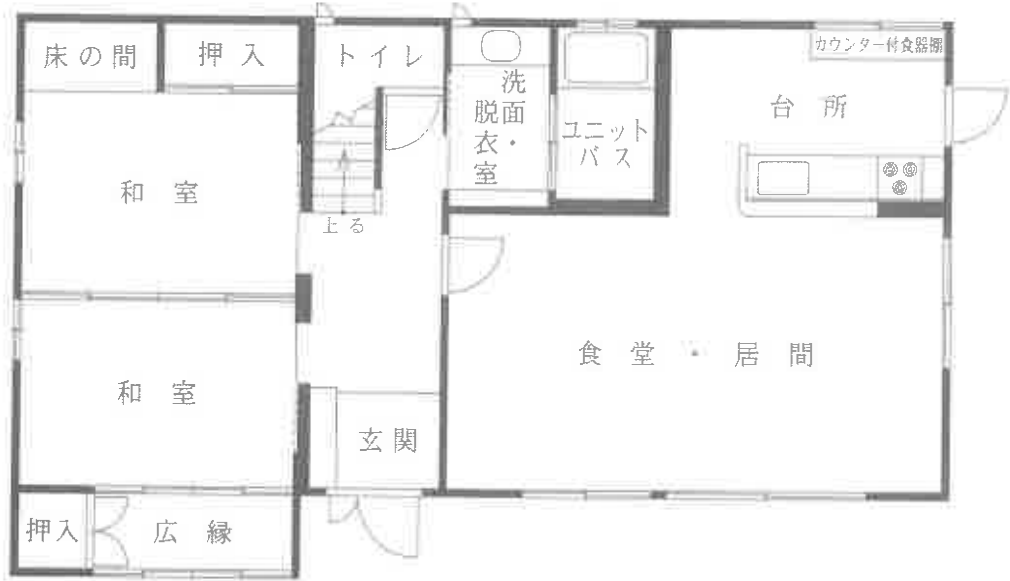 床の間
押入
トイレ
洗面・
脱衣室
ユニット
バス
カウンター付食器棚
台所
和室
上る
食堂・居間
和室
玄関
押入
広縁